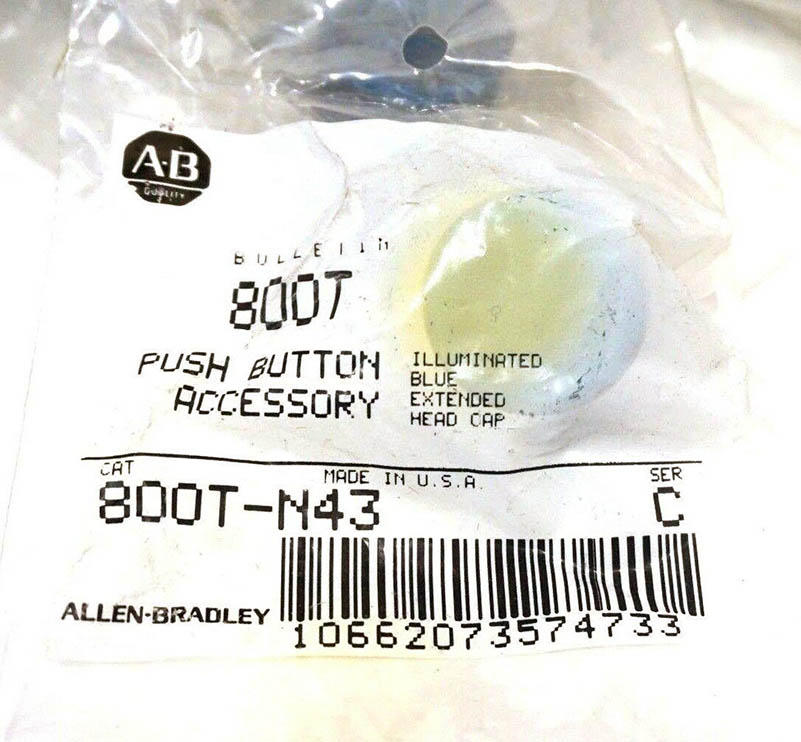 A-B
QUALITY
BULLETIN
800T
PUSH BUTTON
ACCESSORY
ILLUMINATED
BLUE
EXTENDED
HEAD CAP
CAT
MADE IN U.S.A.
SER
800T-N43
C
ALLEN-BRADLEY
10662073574733